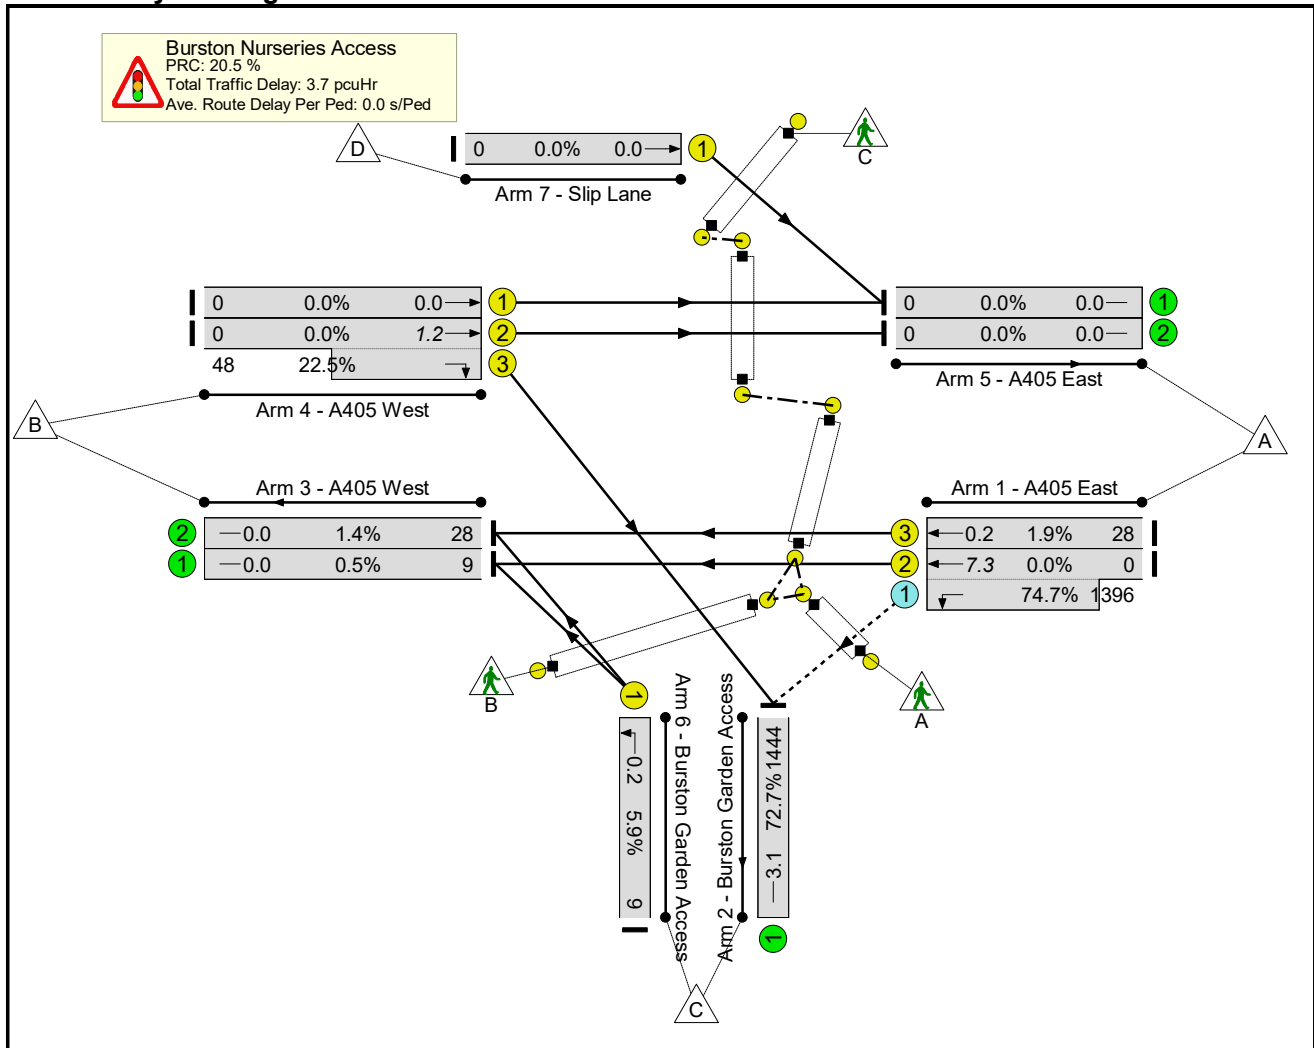 Burston Nurseries Access
PRC: 20.5 %
Total Traffic Delay: 3.7 pcuHr
Ave. Route Delay Per Ped: 0.0 s/Ped
D
0 0.0% 0.0
1
C
Arm 7 - Slip Lane
0 0.0% 0.0
1
0 0.0% 1.2
2
48 22.5%
3
Arm 4 - A405 West
0 0.0% 0.0
1
0 0.0% 0.0
2
Arm 5 - A405 East
B
A
Arm 3 - A405 West
2
0.0 1.4% 28
1
0.0 0.5% 9
Arm 1 - A405 East
3
0.2 1.9% 28
2
7.3 0.0% 0
1
74.7% 1396
B
A
1
0.2 5.9% 9
Arm 6 - Burston Garden Access
Arm 2 - Burston Garden Access
3.1 72.7% 1444
1
C